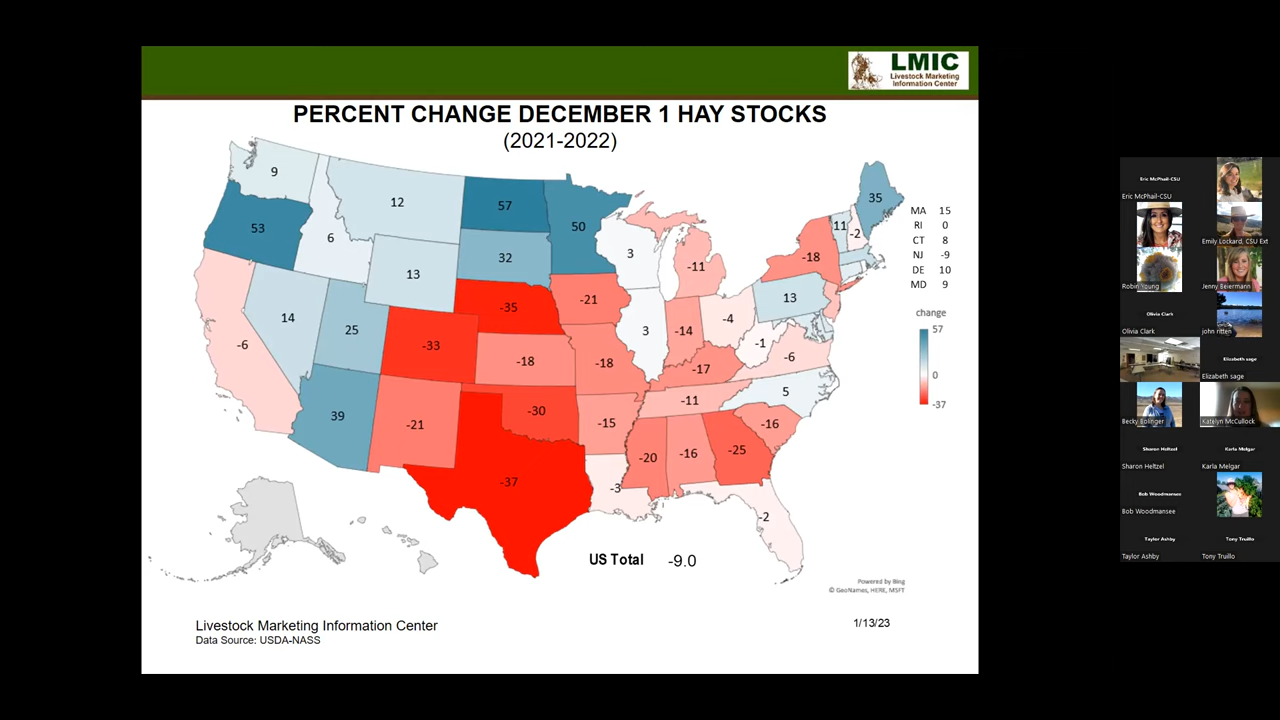 LMIC
Livestock Marketing
Information Center
PERCENT CHANGE DECEMBER 1 HAY STOCKS
(2021-2022)
9
12
57
50
35
53
6
32
3
11
-2
MA 15
RI 0
CT 8
NJ -9
DE 10
MD 9
13
-11
-18
14
25
-35
-21
3
-14
-4
13
-6
-33
-18
-18
-17
-1
-6
39
-21
-30
-15
-11
5
-37
-3
-20
-16
-25
-16
-2
change
57
0
-37
US Total -9.0
Powered by Bing
© GeoNames, HERE, MSFT
Livestock Marketing Information Center
Data Source: USDA-NASS
1/13/23
Eric McPhail-CSU
Eric McPhail-CSU
Emily Lockard, CSU Ext
Robin Young
Jenny Beiermann
Olivia Clark
Olivia Clark
john ritten
Elizabeth sage
Elizabeth sage
Becky Bolinger
Katelyn McCullock
Sharon Heltzel
Sharon Heltzel
Karla Melgar
Karla Melgar
Bob Woodmansee
Bob Woodmansee
Taylor Ashby
Taylor Ashby
Tony Truillo
Tony Truillo